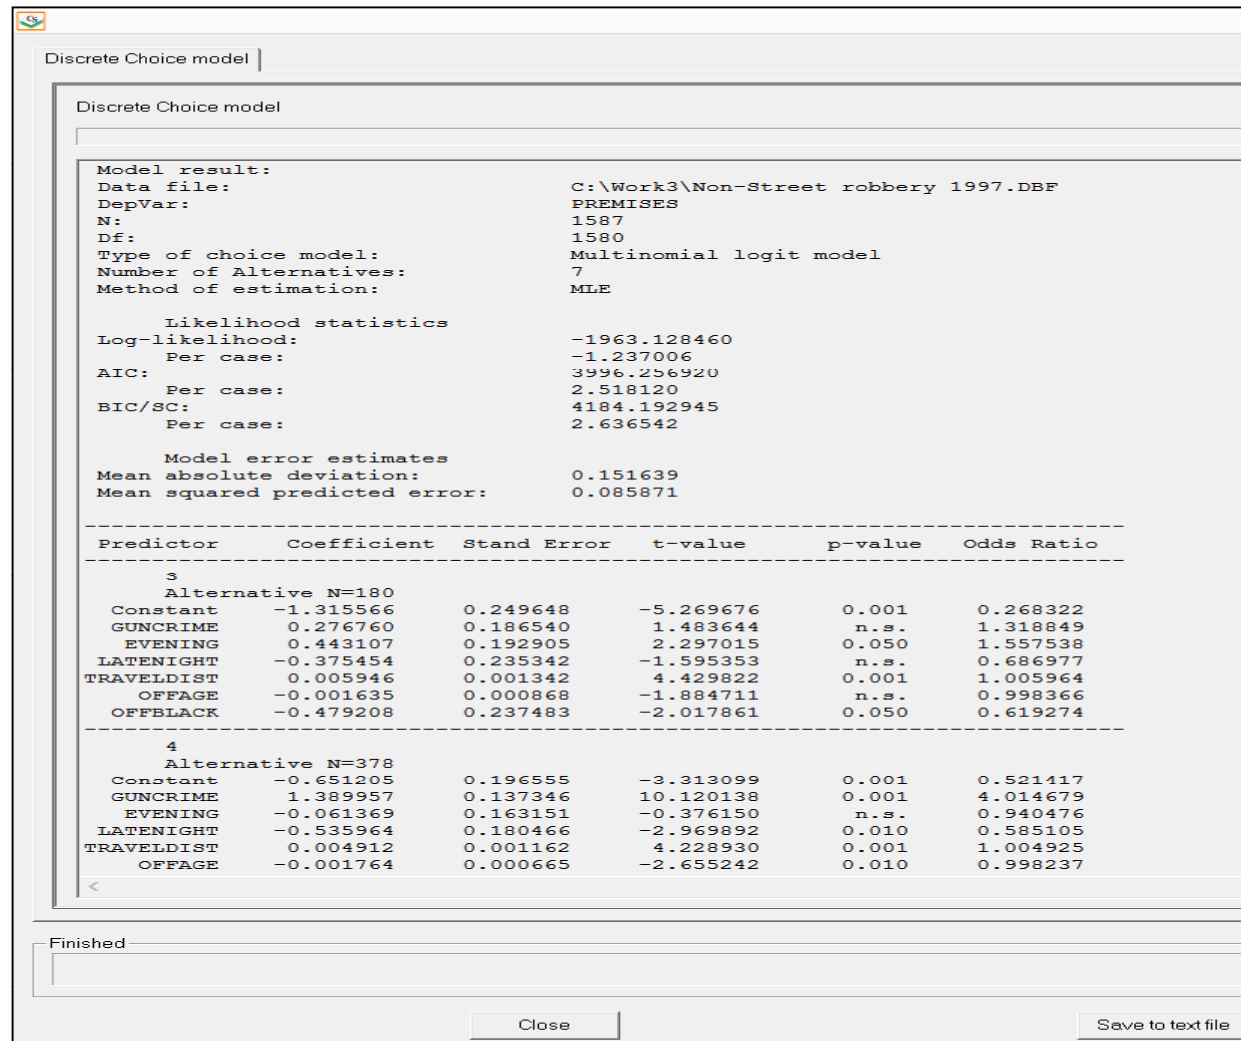 Discrete Choice model
Discrete Choice model
Model result:
Data file: C:\Work3\Non-Street robbery 1997.DBF
DepVar: PREMISES
N: 1587
Df: 1580
Type of choice model: Multinomial logit model
Number of Alternatives: 7
Method of estimation: MLE
Likelihood statistics
Log-likelihood: -1963.128460
Per case: -1.237006
AIC: 3996.256920
Per case: 2.518120
BIC/SC: 4184.192945
Per case: 2.636542
Model error estimates
Mean absolute deviation: 0.151639
Mean squared predicted error: 0.085871
Predictor Coefficient Stand Error t-value p-value Odds Ratio
3
Alternative N=180
Constant -1.315566 0.249648 -5.269676 0.001 0.268322
GUNCRIME 0.276760 0.186540 1.483644 n.s. 1.318849
EVENING 0.443107 0.192905 2.297015 0.050 1.557538
LATENIGHT -0.375454 0.235342 -1.595353 n.s. 0.686977
TRAVELDIST 0.005946 0.001342 4.429822 0.001 1.005964
OFFAGE -0.001635 0.000868 -1.884711 n.s. 0.998366
OFFBLACK -0.479208 0.237483 -2.017861 0.050 0.619274
4
Alternative N=378
Constant -0.651205 0.196555 -3.313099 0.001 0.521417
GUNCRIME 1.389957 0.137346 10.120138 0.001 4.014679
EVENING -0.061369 0.163151 -0.376150 n.s. 0.940476
LATENIGHT -0.535964 0.180466 -2.969892 0.010 0.585105
TRAVELDIST 0.004912 0.001162 4.228930 0.001 1.004925
OFFAGE -0.001764 0.000665 -2.655242 0.010 0.998237
Finished
Close Save to text file